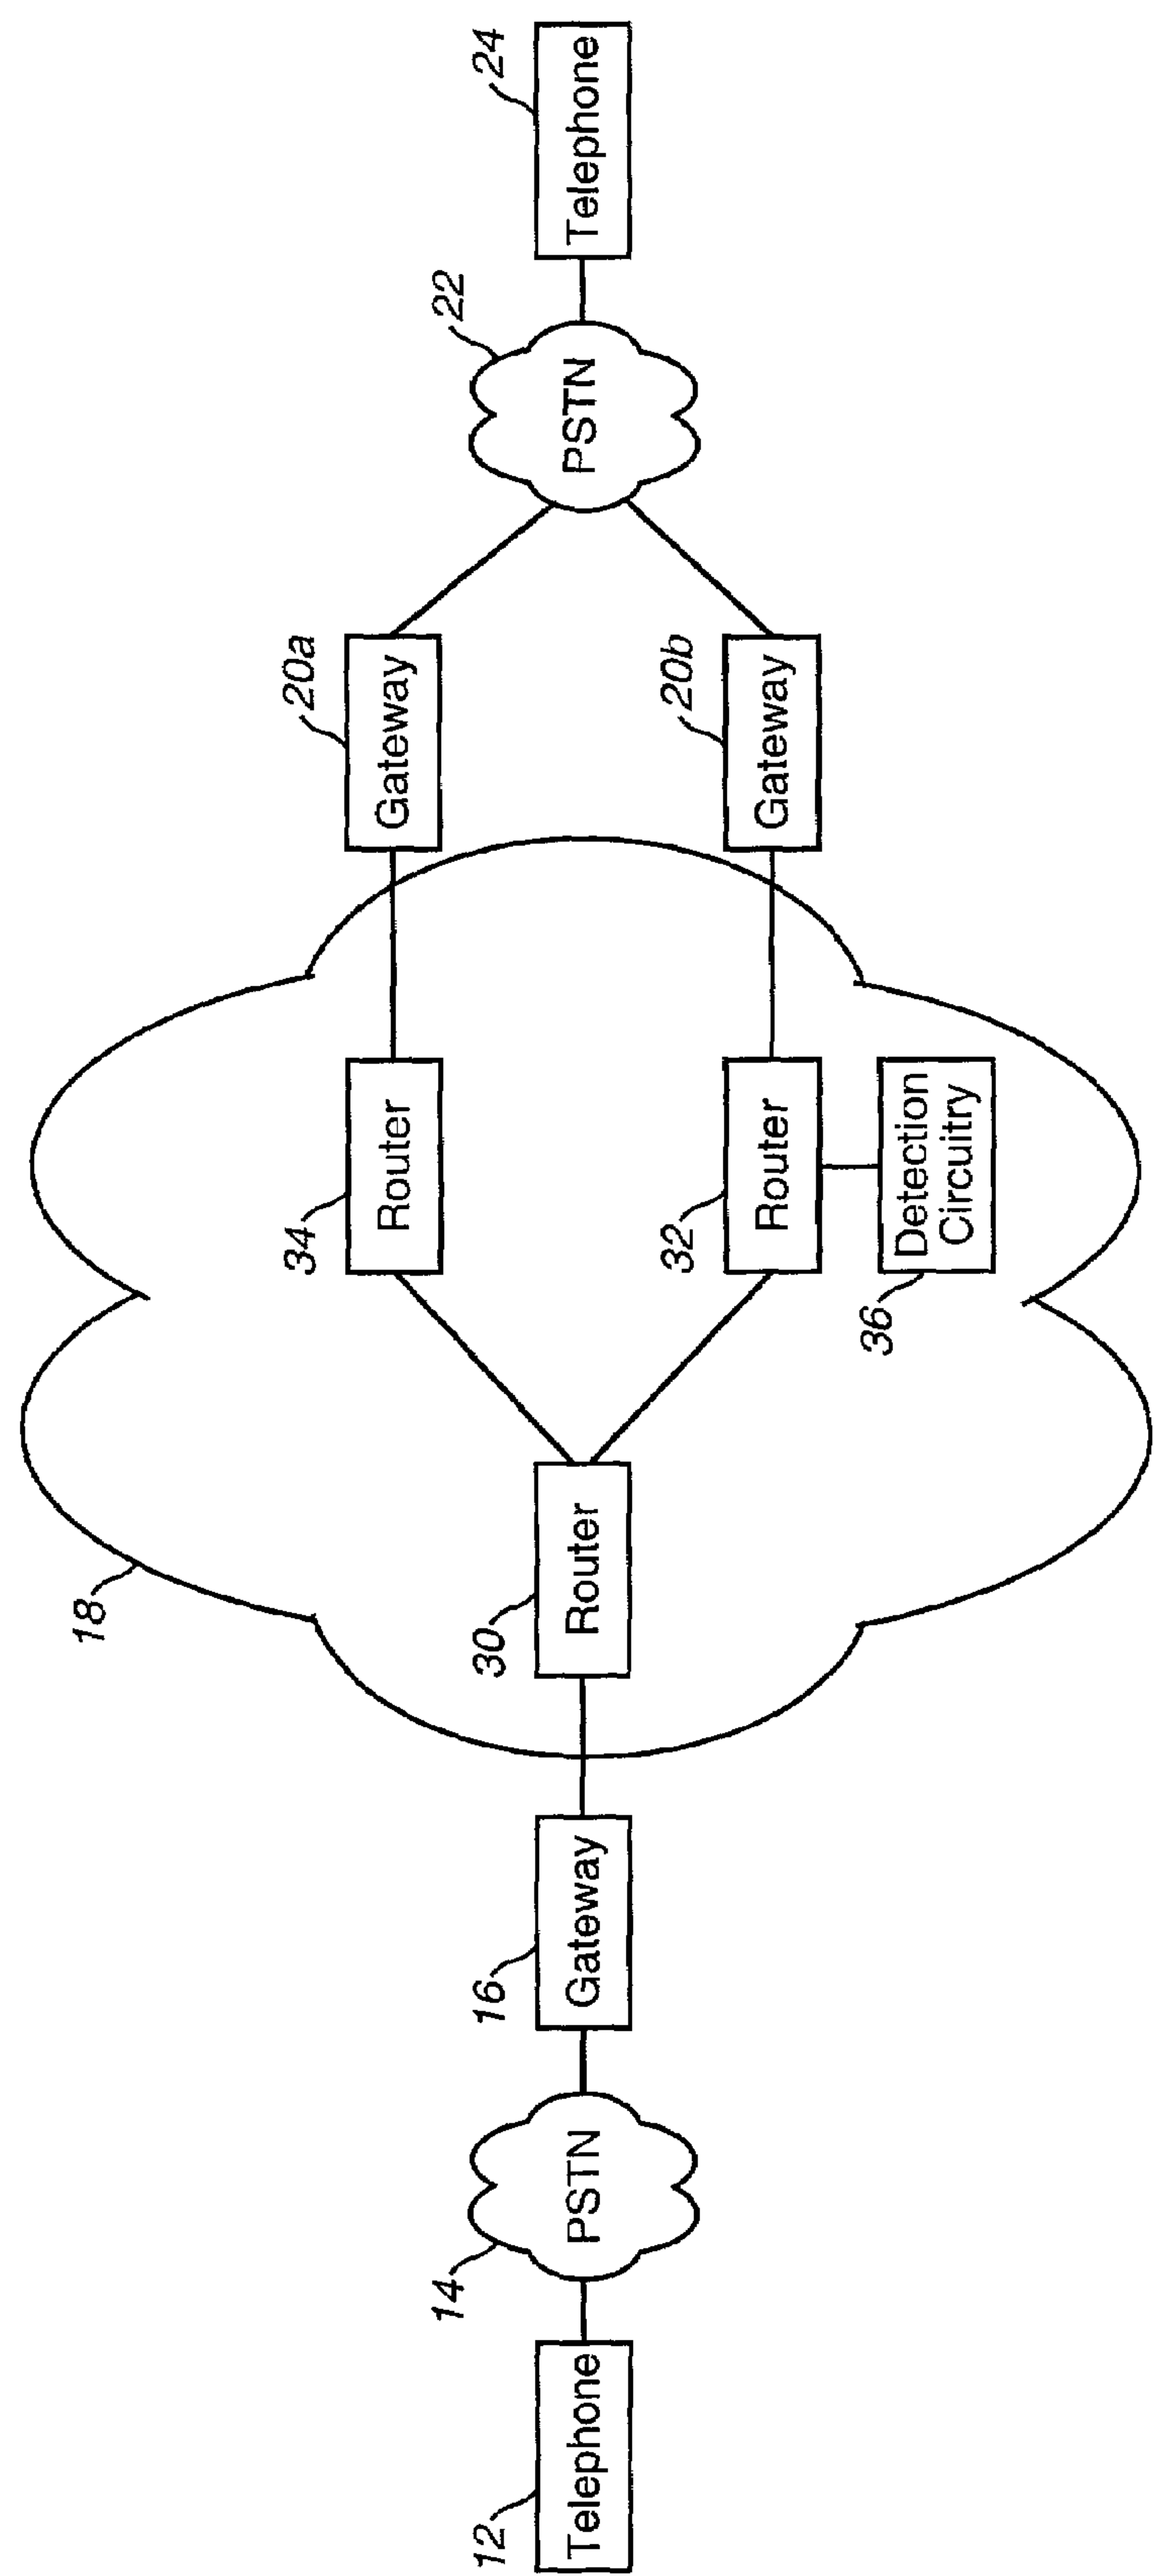 12
Telephone
14
PSTN
16
Gateway
18
30
Router
34
Router
32
Router
36
Detection
Circuitry
20a
Gateway
20b
Gateway
22
PSTN
24
Telephone